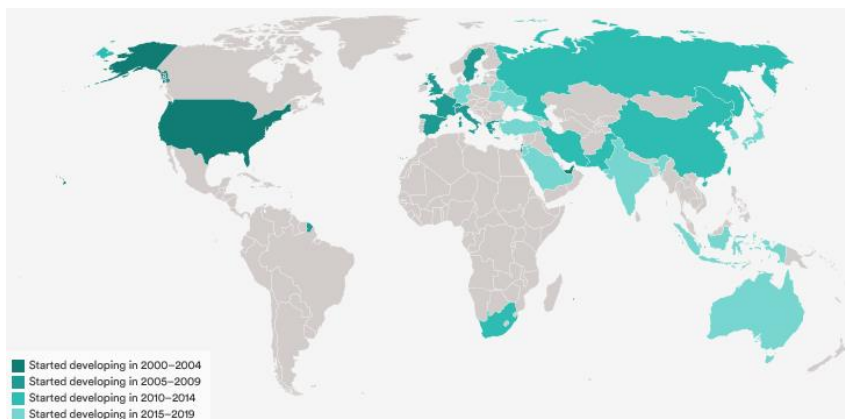 Started developing in 2000–2004
Started developing in 2005–2009
Started developing in 2010–2014
Started developing in 2015–2019